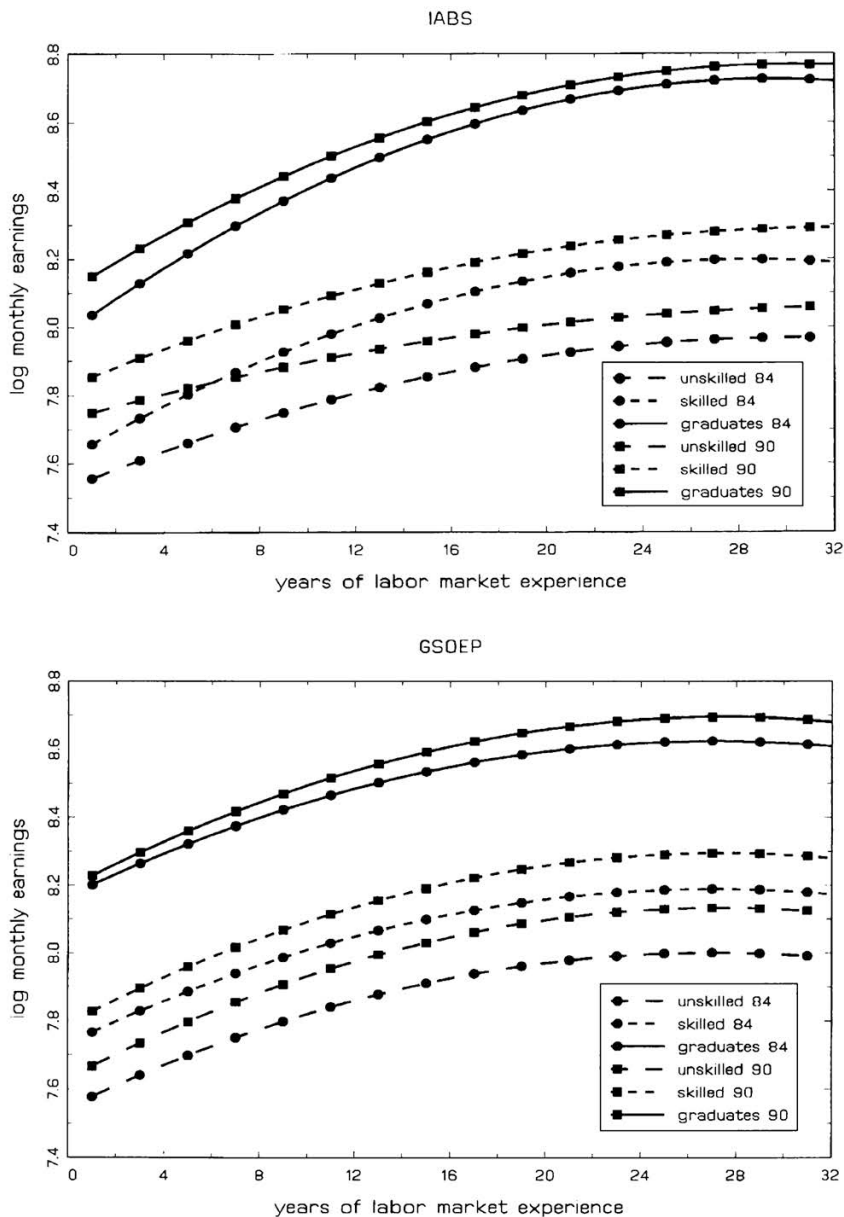 IABS
log monthly earnings
8.8
8.6
8.4
8.2
8.0
7.8
7.6
7.4
unskilled 84
skilled 84
graduates 84
unskilled 90
skilled 90
graduates 90
0 4 8 12 16 20 24 28 32
years of labor market experience
GSOEP
log monthly earnings
8.8
8.6
8.4
8.2
8.0
7.8
7.6
7.4
unskilled 84
skilled 84
graduates 84
unskilled 90
skilled 90
graduates 90
0 4 8 12 16 20 24 28 32
years of labor market experience